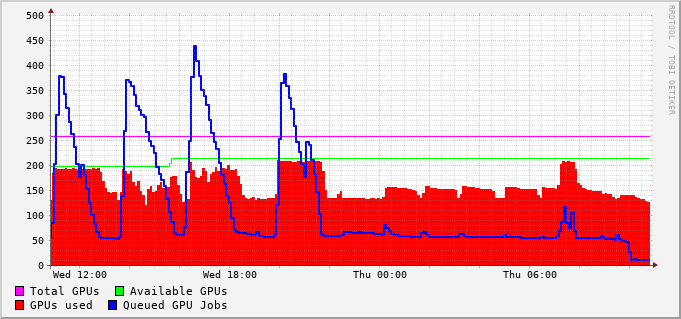 500
450
400
350
300
250
200
150
100
50
0
Wed 12:00 Wed 18:00 Thu 00:00 Thu 06:00
Total GPUs Available GPUs
GPUs used Queued GPU Jobs
RRDTOOL / TOBI OETIKER